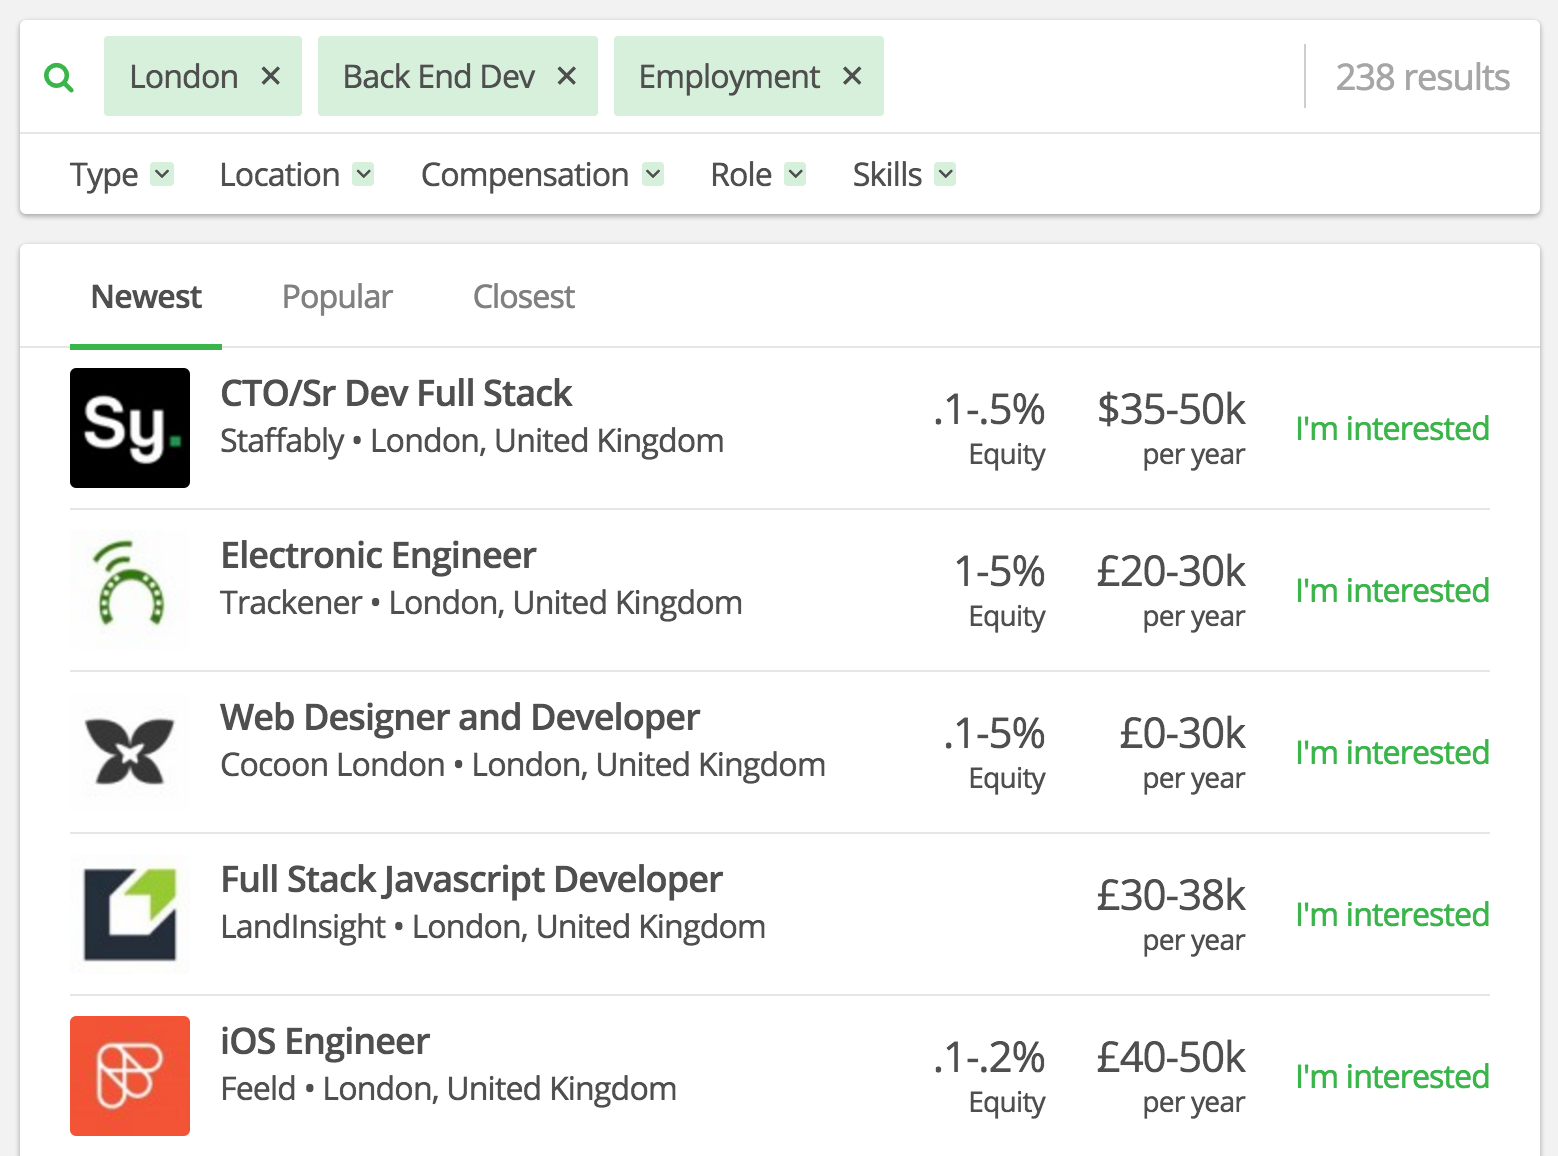 London ✕ Back End Dev ✕ Employment ✕ 238 results
Type Location Compensation Role Skills
Newest Popular Closest
Sy.
CTO/Sr Dev Full Stack
Staffably • London, United Kingdom
.1-.5%
Equity
$35-50k
per year
I'm interested
Electronic Engineer
Trackener • London, United Kingdom
1-5%
Equity
£20-30k
per year
I'm interested
Web Designer and Developer
Cocoon London • London, United Kingdom
.1-5%
Equity
£0-30k
per year
I'm interested
Full Stack Javascript Developer
LandInsight • London, United Kingdom
£30-38k
per year
I'm interested
iOS Engineer
Feeld • London, United Kingdom
.1-.2%
Equity
£40-50k
per year
I'm interested